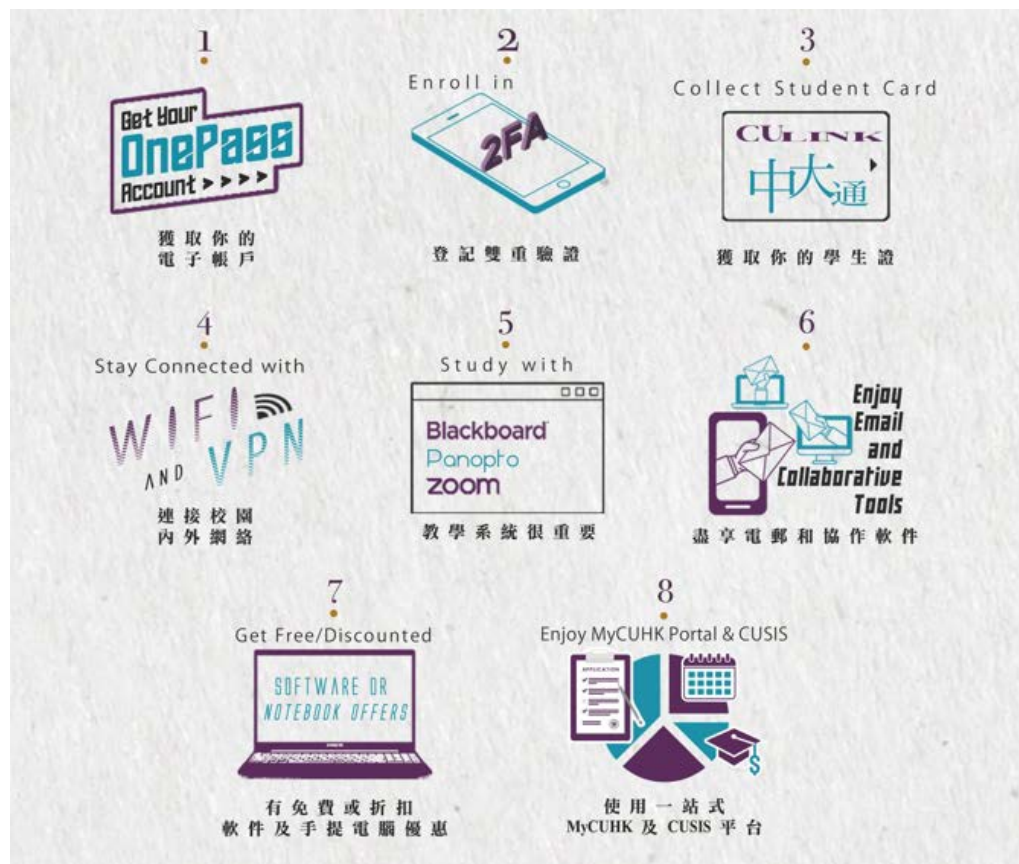 1
Get Your
OnePass
Account >>>>
獲取你的
電子帳戶
2
Enroll in
2FA
登記雙重驗證
3
Collect Student Card
CULINK
中大通
獲取你的學生證
4
Stay Connected with
WIFI
AND VPN
連接校園
內外網絡
5
Study with
Blackboard
Panopto
zoom
教學系統很重要
6
Enjoy
Email
and
Collaborative
Tools
盡享電郵和協作軟件
7
Get Free/Discounted
SOFTWARE OR
NOTEBOOK OFFERS
有免費或折扣
軟件及手提電腦優惠
8
Enjoy MyCUHK Portal & CUSIS
APPLICATION
$
使用一站式
MyCUHK 及 CUSIS 平台